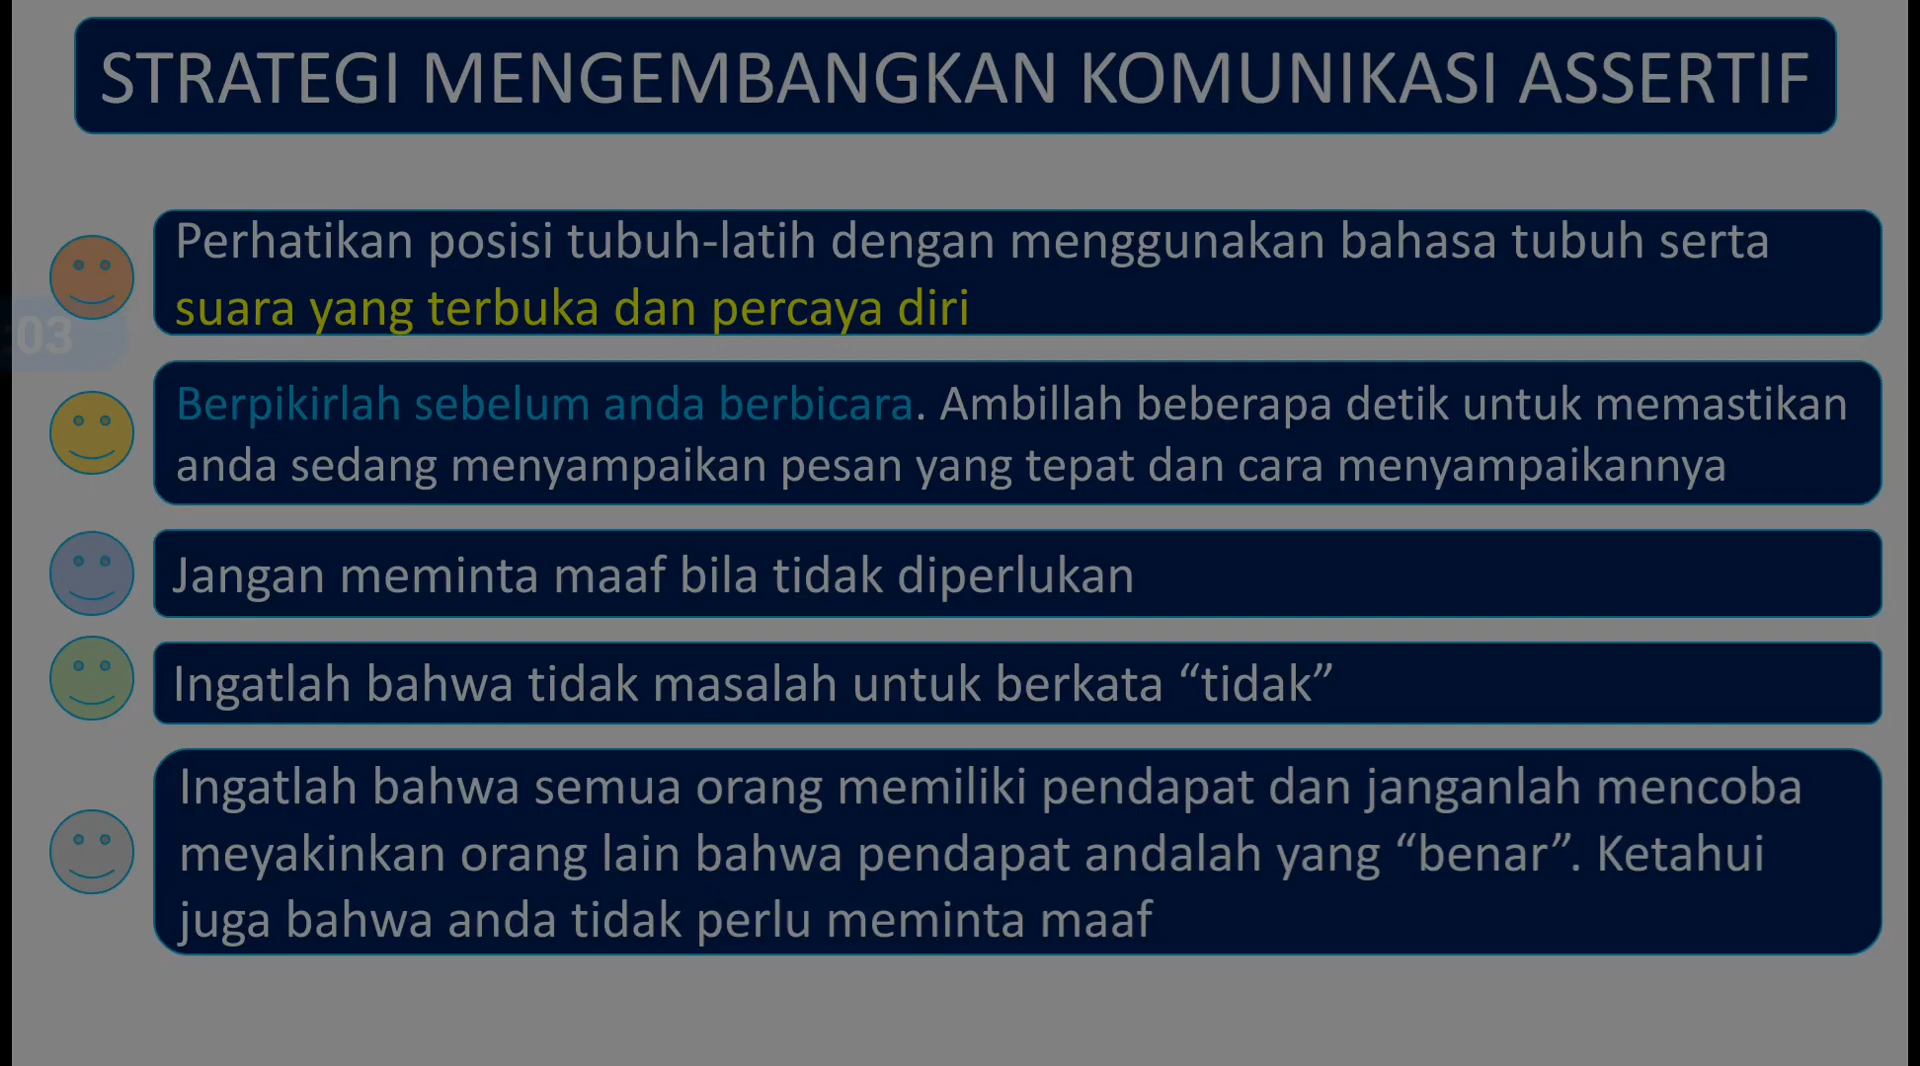 STRATEGI MENGEMBANGKAN KOMUNIKASI ASSERTIF
Perhatikan posisi tubuh-latih dengan menggunakan bahasa tubuh serta
suara yang terbuka dan percaya diri
:03
Berpikirlah sebelum anda berbicara. Ambillah beberapa detik untuk memastikan
anda sedang menyampaikan pesan yang tepat dan cara menyampaikannya
Jangan meminta maaf bila tidak diperlukan
Ingatlah bahwa tidak masalah untuk berkata “tidak”
Ingatlah bahwa semua orang memiliki pendapat dan janganlah mencoba
meyakinkan orang lain bahwa pendapat andalah yang “benar”. Ketahui
juga bahwa anda tidak perlu meminta maaf